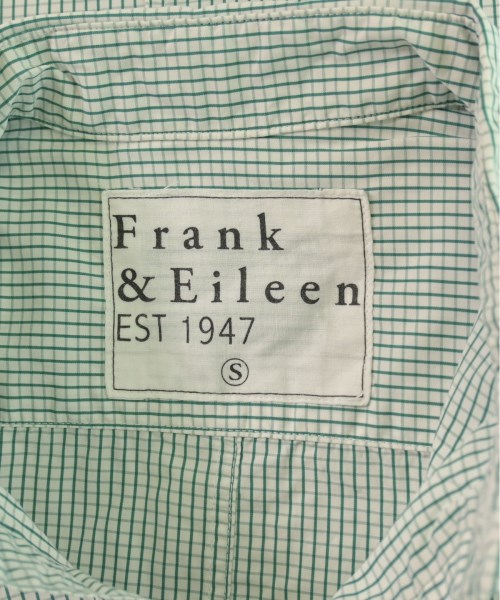 Frank
& Eileen
EST 1947
S